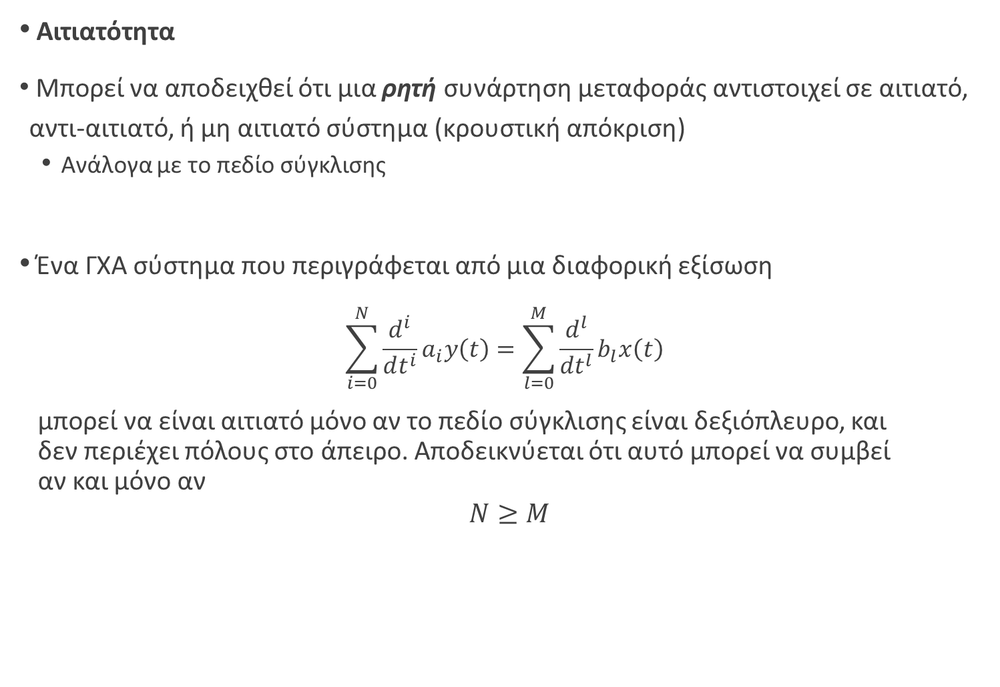 • Αιτιατότητα
• Μπορεί να αποδειχθεί ότι μια ρητή συνάρτηση μεταφοράς αντιστοιχεί σε αιτιατό,
αντι-αιτιατό, ή μη αιτιατό σύστημα (κρουστική απόκριση)
• Ανάλογα με το πεδίο σύγκλισης
• Ένα ΓΧΑ σύστημα που περιγράφεται από μια διαφορική εξίσωση
$$\sum_{i=0}^{N} \frac{d^i}{dt^i} a_i y(t) = \sum_{l=0}^{M} \frac{d^l}{dt^l} b_l x(t)$$
μπορεί να είναι αιτιατό μόνο αν το πεδίο σύγκλισης είναι δεξιόπλευρο, και
δεν περιέχει πόλους στο άπειρο. Αποδεικνύεται ότι αυτό μπορεί να συμβεί
αν και μόνο αν
N ≥ M